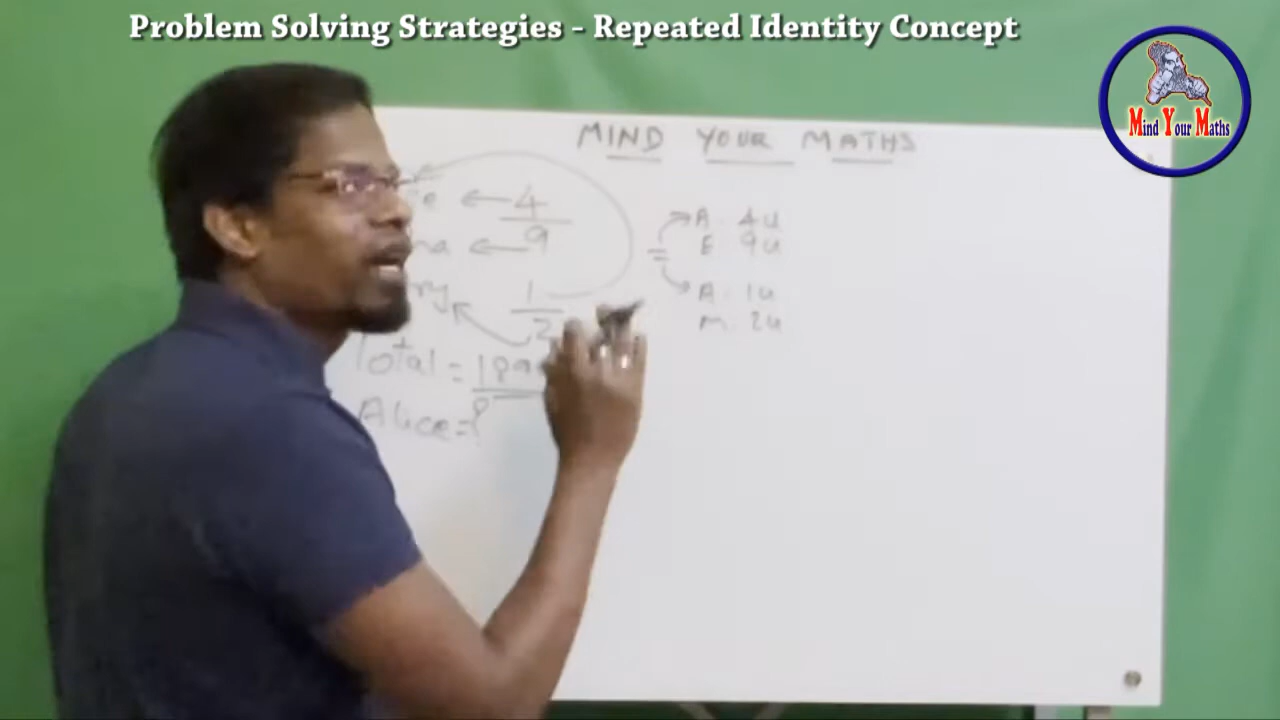 Problem Solving Strategies - Repeated Identity Concept
Mind Your Maths
MIND YOUR MATHS
4
9
1
2
Total = 189
Alice =
A : 4u
E : 9u
=
A : 1u
M : 2u